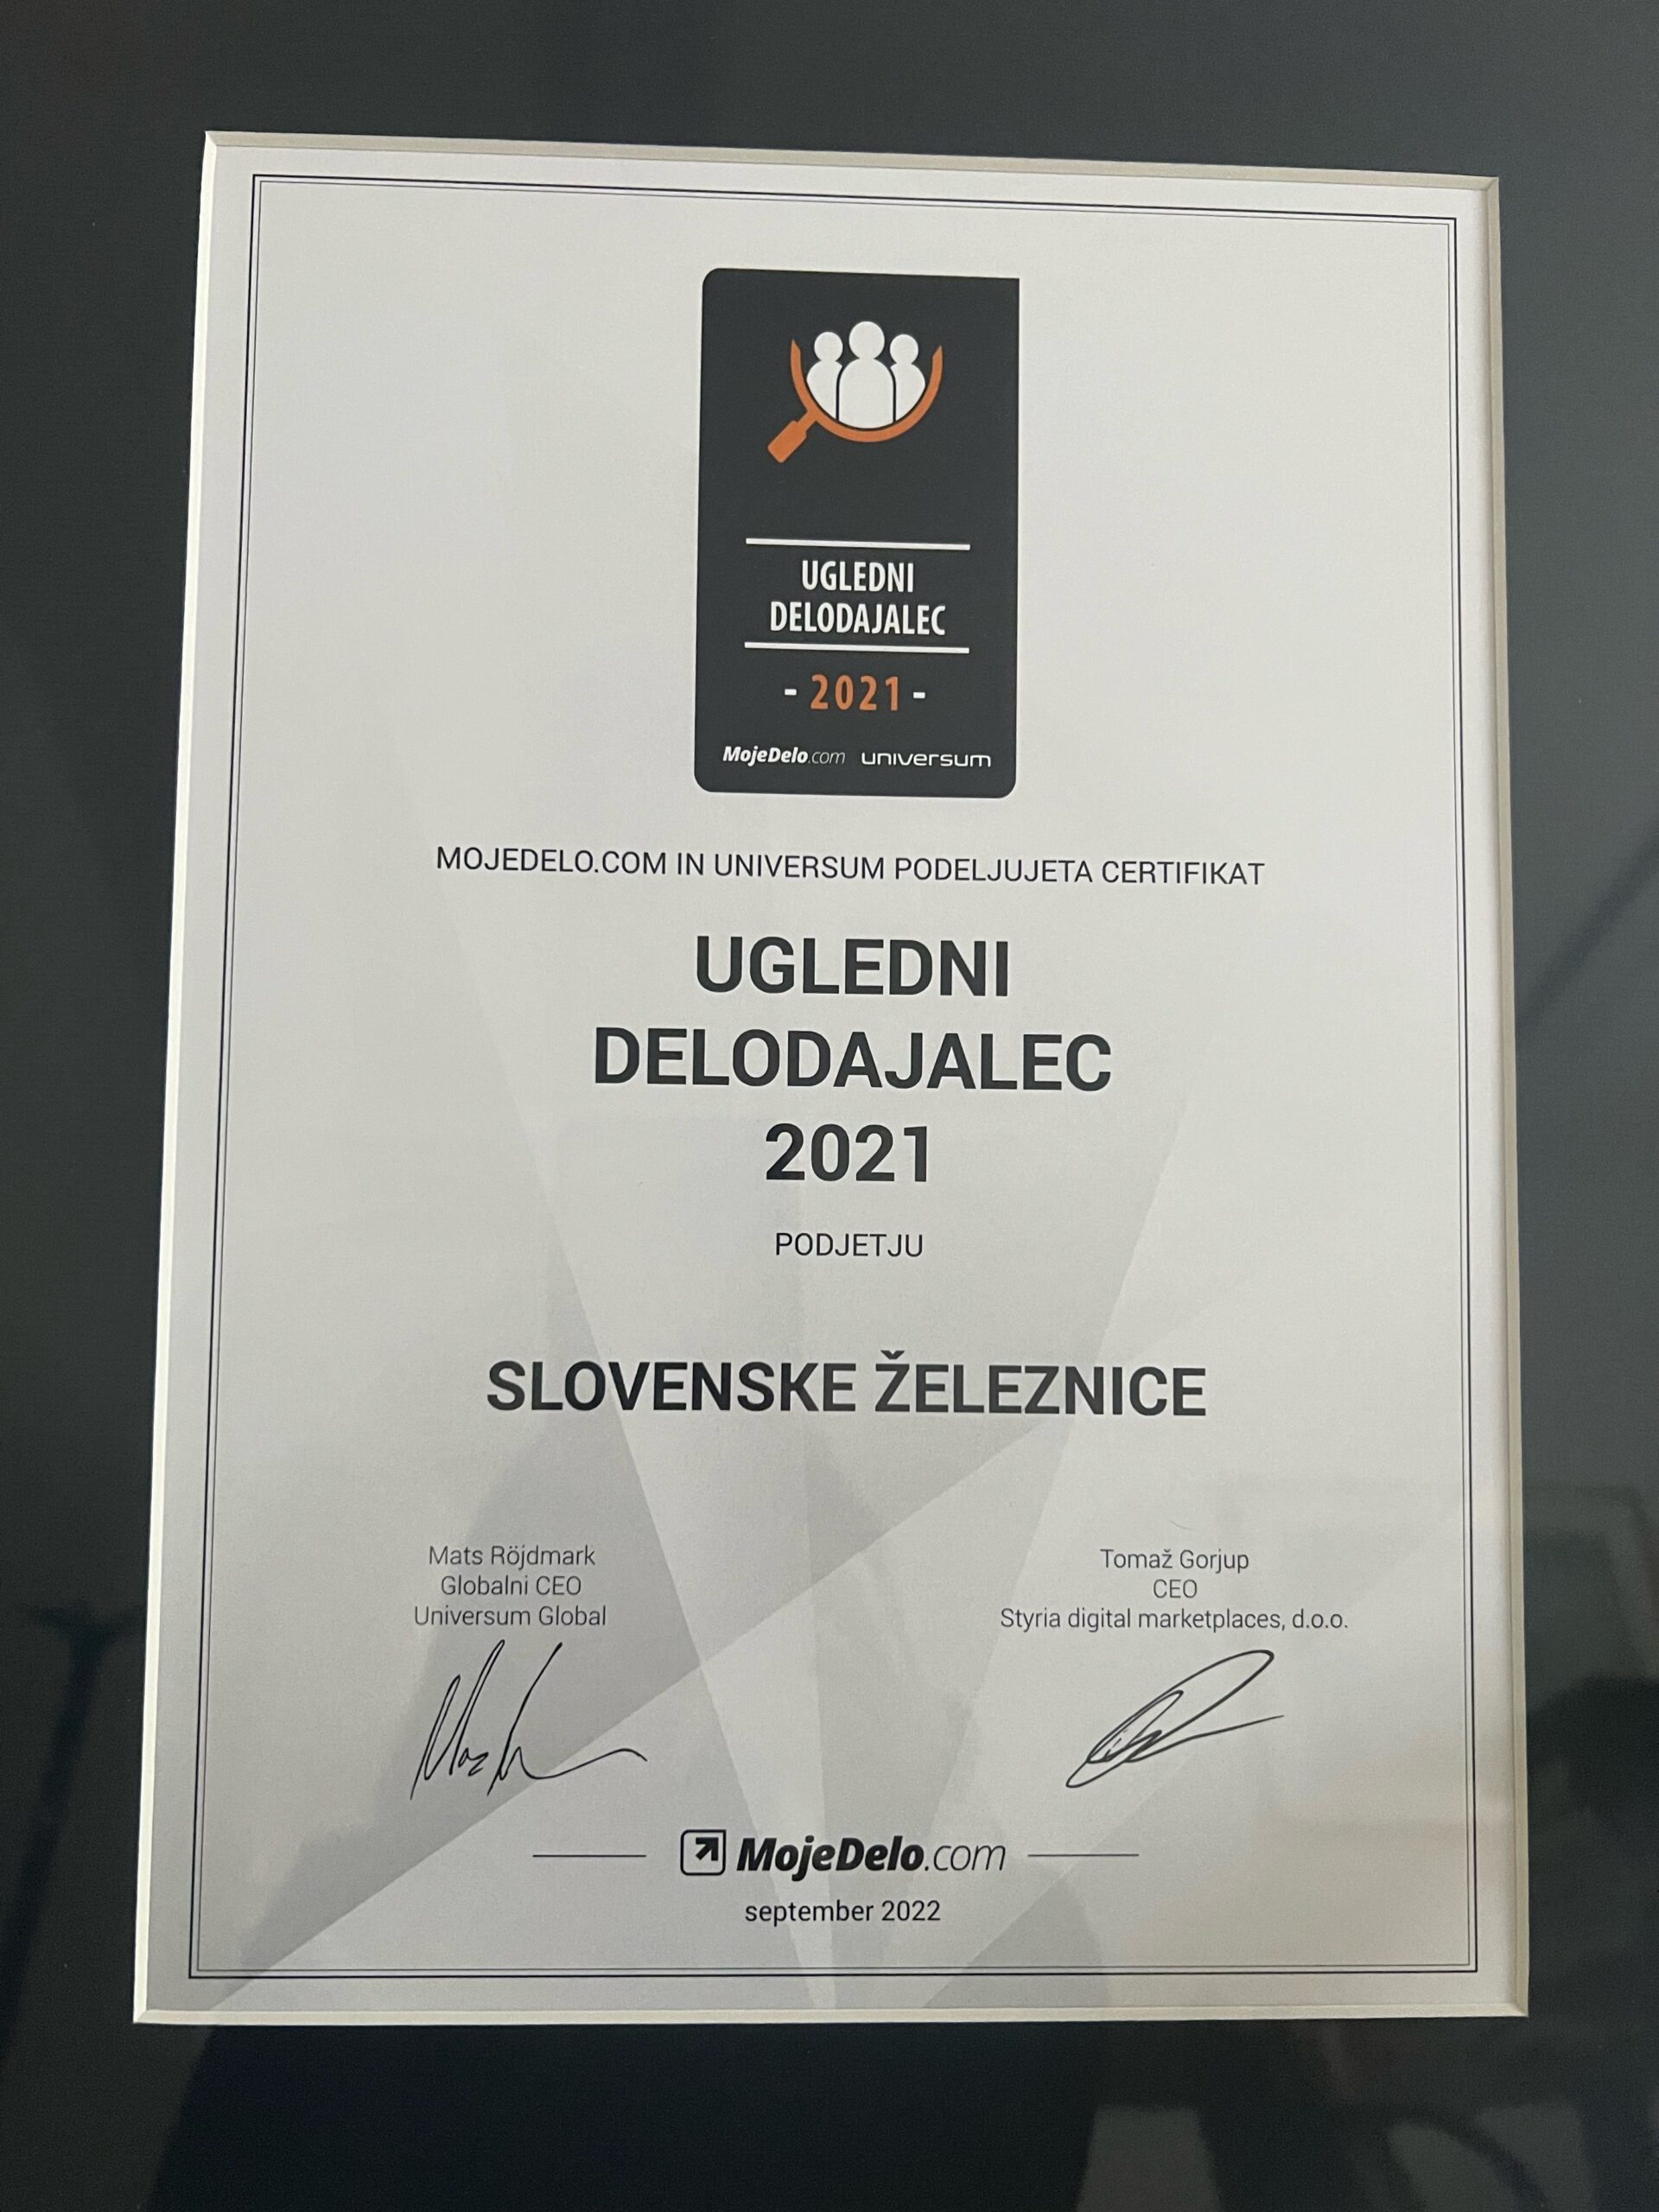 UGLEDNI
DELODAJALEC
- 2021 -
MojeDelo.com universum
MOJEDELO.COM IN UNIVERSUM PODELJUJETA CERTIFIKAT
UGLEDNI
DELODAJALEC
2021
PODJETJU
SLOVENSKE ŽELEZNICE
Mats Röjdmark
Globalni CEO
Universum Global
Tomaž Gorjup
CEO
Styria digital marketplaces, d.o.o.
MojeDelo.com
september 2022